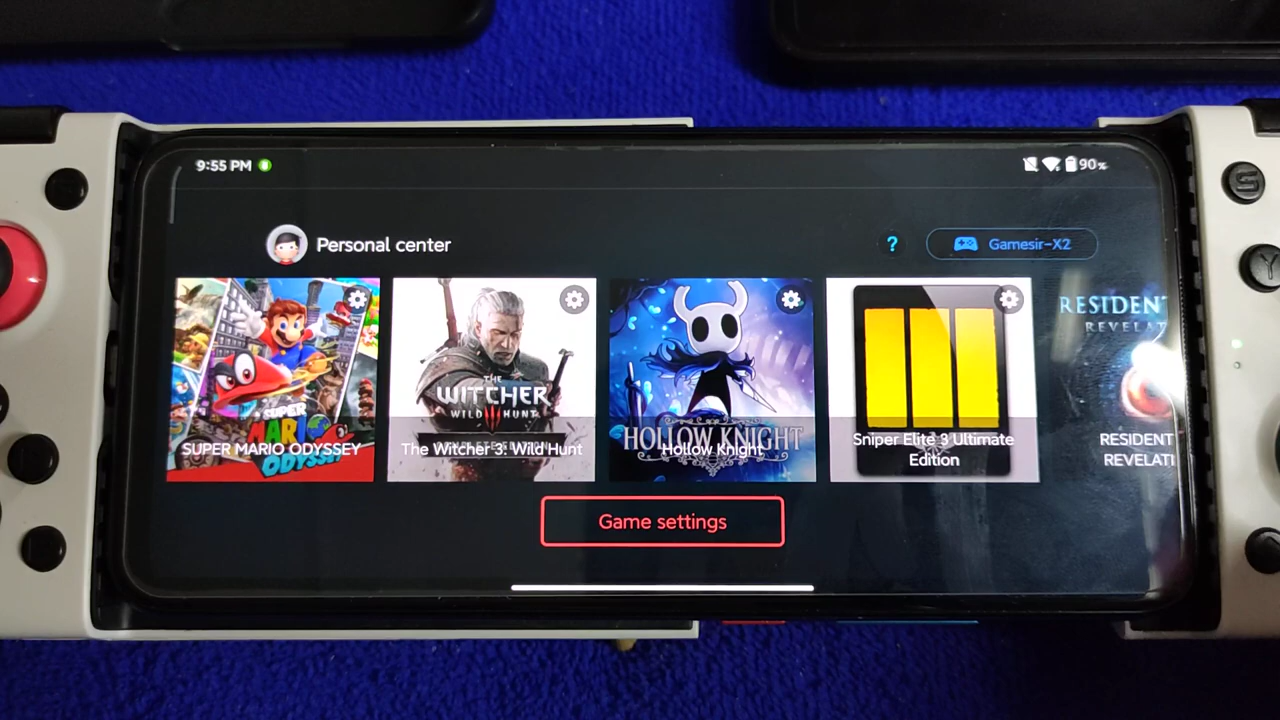 9:55 PM
90%
Personal center
?
Gamesir-X2
SUPER
MARIO
ODYSSEY
SUPER MARIO ODYSSEY
THE
WITCHER
WILD HUNT
The Witcher 3: Wild Hunt
HOLLOW KNIGHT
Hollow Knight
Sniper Elite 3 Ultimate
Edition
RESIDENT
REVELAT
RESIDENT
REVELATI
Game settings
S
Y